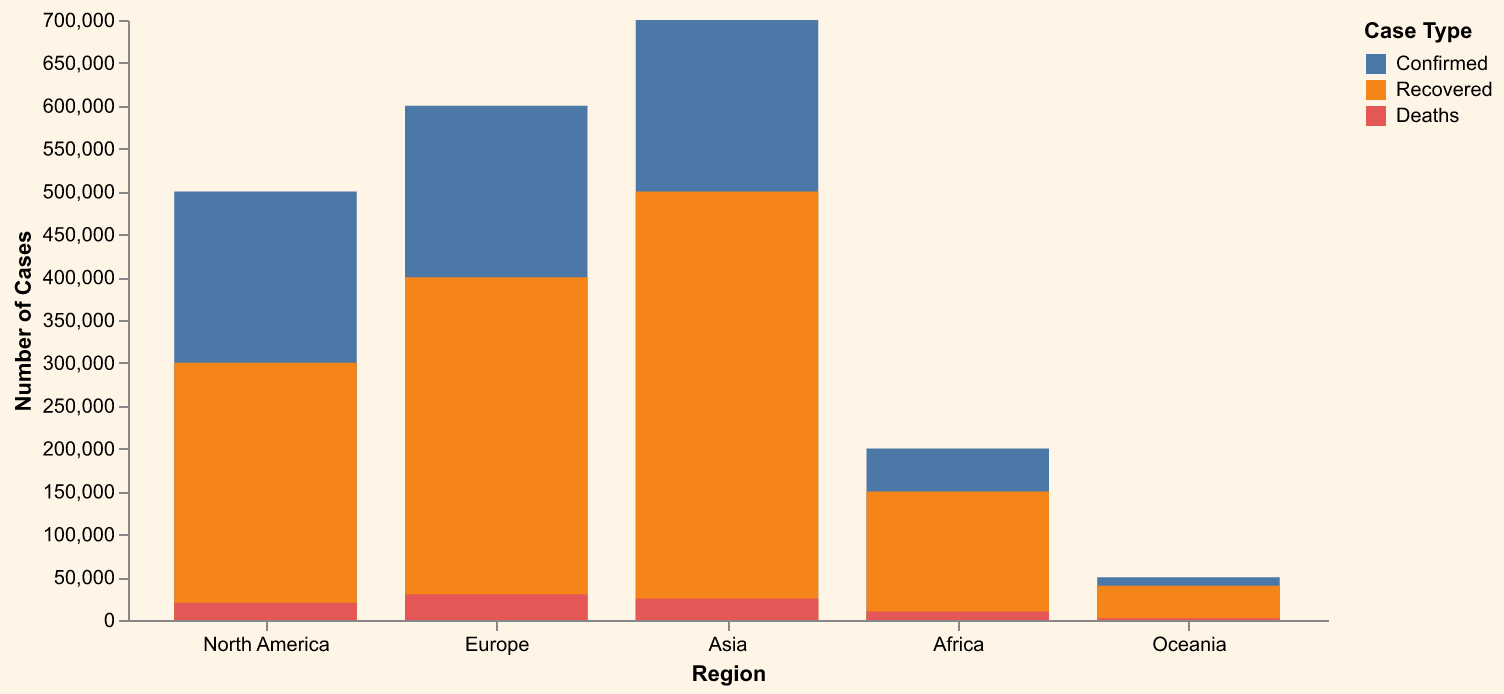 700,000
650,000
600,000
550,000
500,000
450,000
400,000
350,000
300,000
250,000
200,000
150,000
100,000
50,000
0
Number of Cases
North America
Europe
Asia
Africa
Oceania
Region
Case Type
Confirmed
Recovered
Deaths